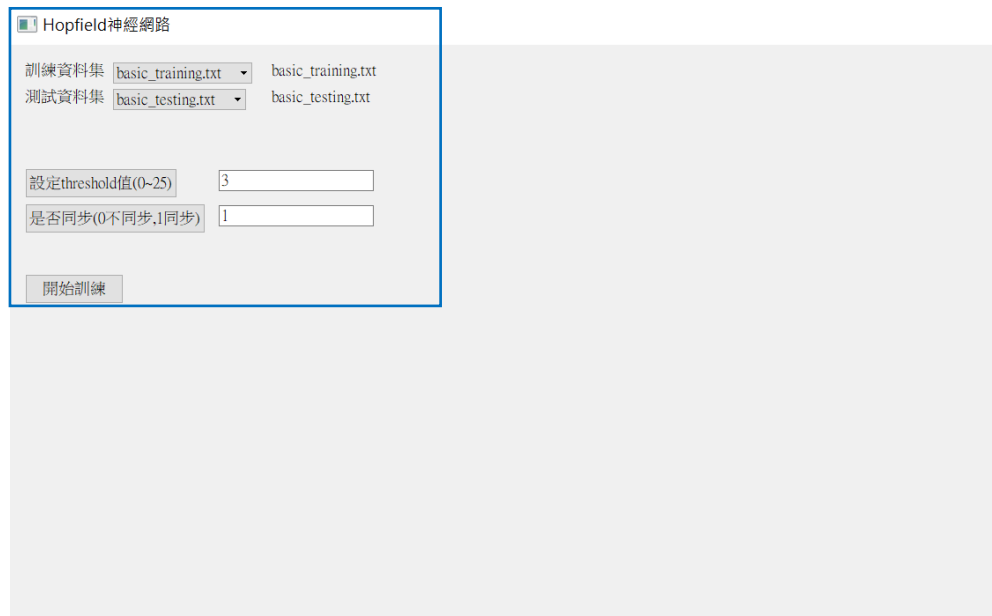 Hopfield神經網路
訓練資料集 basic_training.txt basic_training.txt
測試資料集 basic_testing.txt basic_testing.txt
設定threshold值(0~25) 3
是否同步(0不同步,1同步) 1
開始訓練